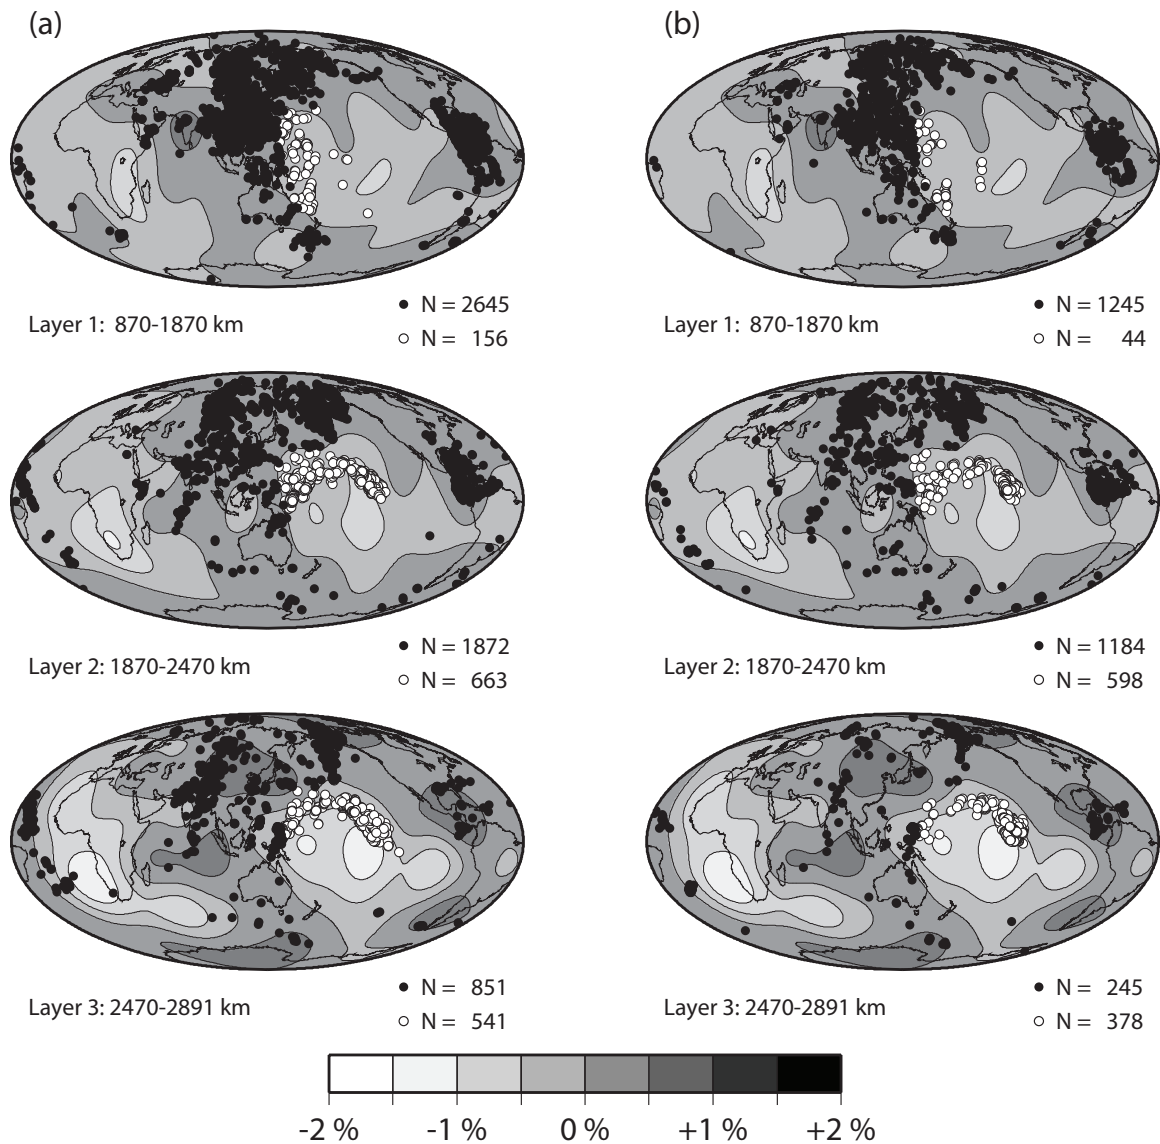 (a)
(b)
Layer 1: 870-1870 km
● N = 2645
○ N = 156
Layer 1: 870-1870 km
● N = 1245
○ N = 44
Layer 2: 1870-2470 km
● N = 1872
○ N = 663
Layer 2: 1870-2470 km
● N = 1184
○ N = 598
Layer 3: 2470-2891 km
● N = 851
○ N = 541
Layer 3: 2470-2891 km
● N = 245
○ N = 378
-2 % -1 % 0 % +1 % +2 %